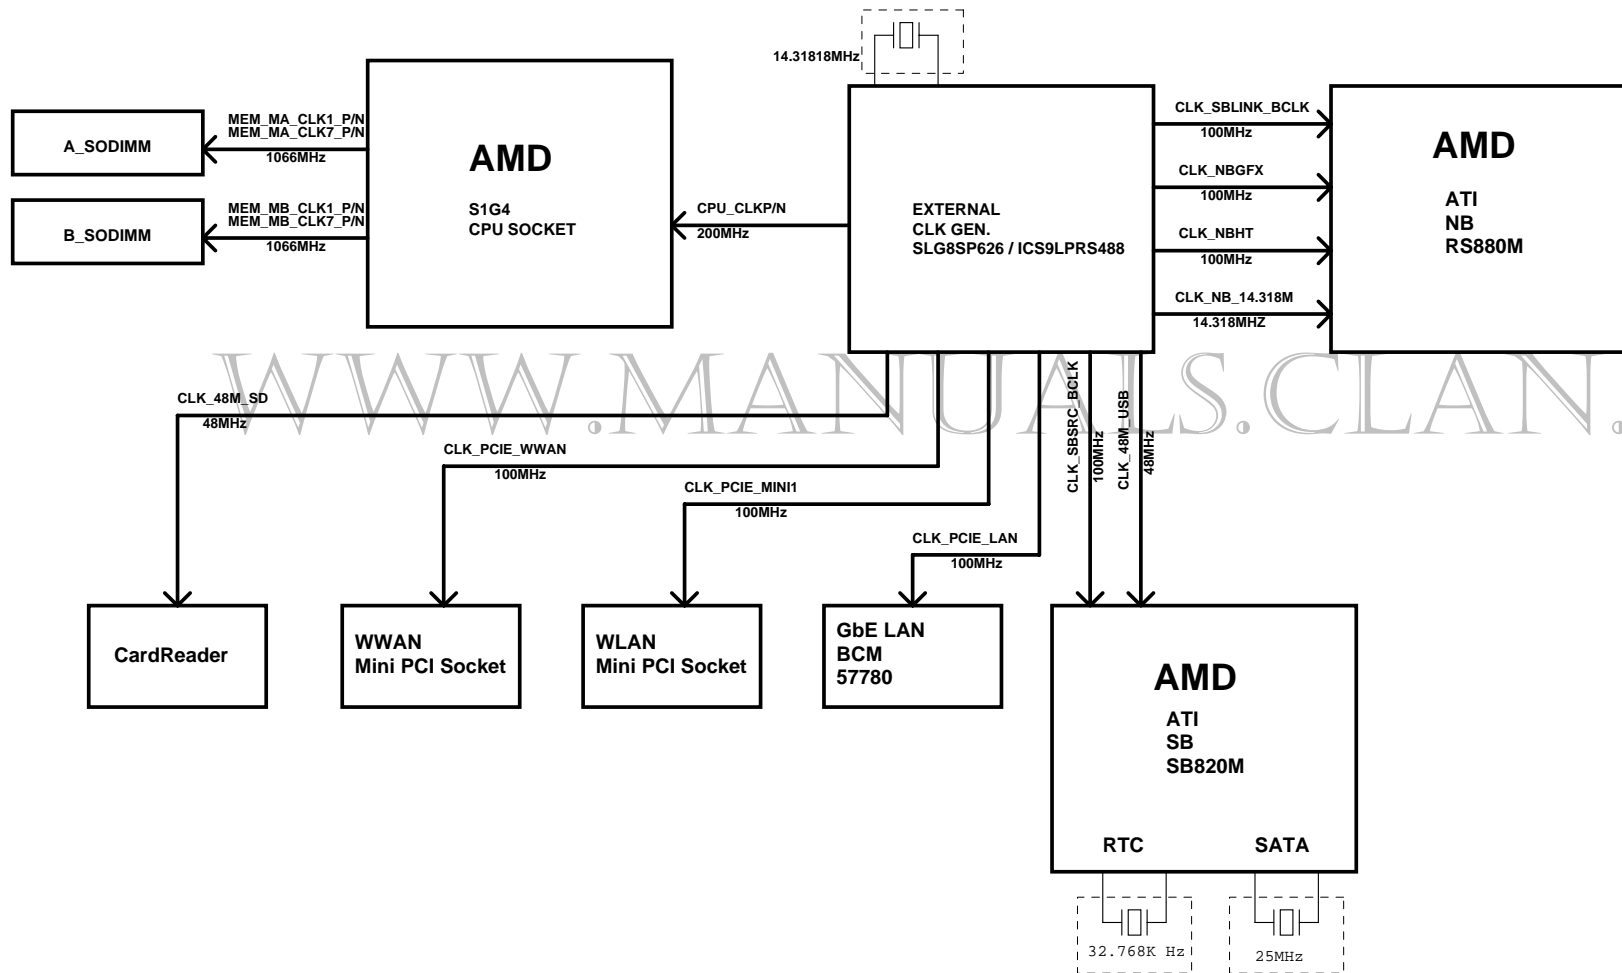 14.31818MHz
A_SODIMM
MEM_MA_CLK1_P/N
MEM_MA_CLK7_P/N
1066MHz
B_SODIMM
MEM_MB_CLK1_P/N
MEM_MB_CLK7_P/N
1066MHz
AMD
S1G4
CPU SOCKET
CPU_CLKP/N
200MHz
EXTERNAL
CLK GEN.
SLG8SP626 / ICS9LPRS488
CLK_SBLINK_BCLK
100MHz
CLK_NBGFX
100MHz
CLK_NBHT
100MHz
CLK_NB_14.318M
14.318MHZ
AMD
ATI
NB
RS880M
WWW.MANUALS.CLAN.
CLK_48M_SD
48MHz
CLK_PCIE_WWAN
100MHz
CLK_PCIE_MINI1
100MHz
CLK_PCIE_LAN
100MHz
CLK_SBSRC_BCLK
100MHz
CLK_48M_USB
48MHz
CardReader
WWAN
Mini PCI Socket
WLAN
Mini PCI Socket
GbE LAN
BCM
57780
AMD
ATI
SB
SB820M
RTC
SATA
32.768K Hz
25MHz